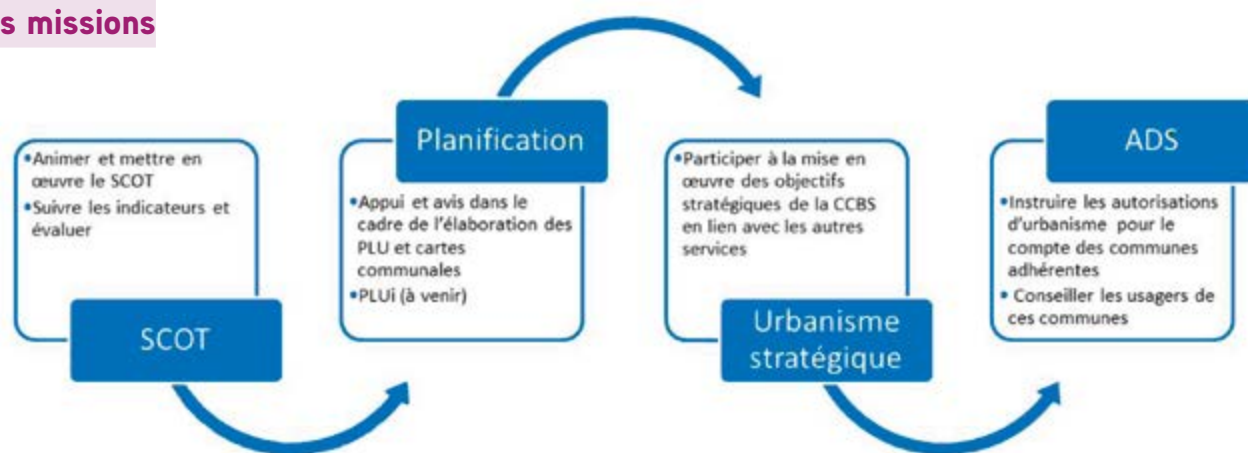 s missions
•Animer et mettre en
œuvre le SCOT
•Suivre les indicateurs et
évaluer
SCOT
Planification
•Appui et avis dans le
cadre de l'élaboration des
PLU et cartes
communales
•PLUi (à venir)
•Participer à la mise en
œuvre des objectifs
stratégiques de la CCBS
en lien avec les autres
services
Urbanisme
stratégique
ADS
•Instruire les autorisations
d'urbanisme pour le
compte des communes
adhérentes
• Conseiller les usagers de
ces communes